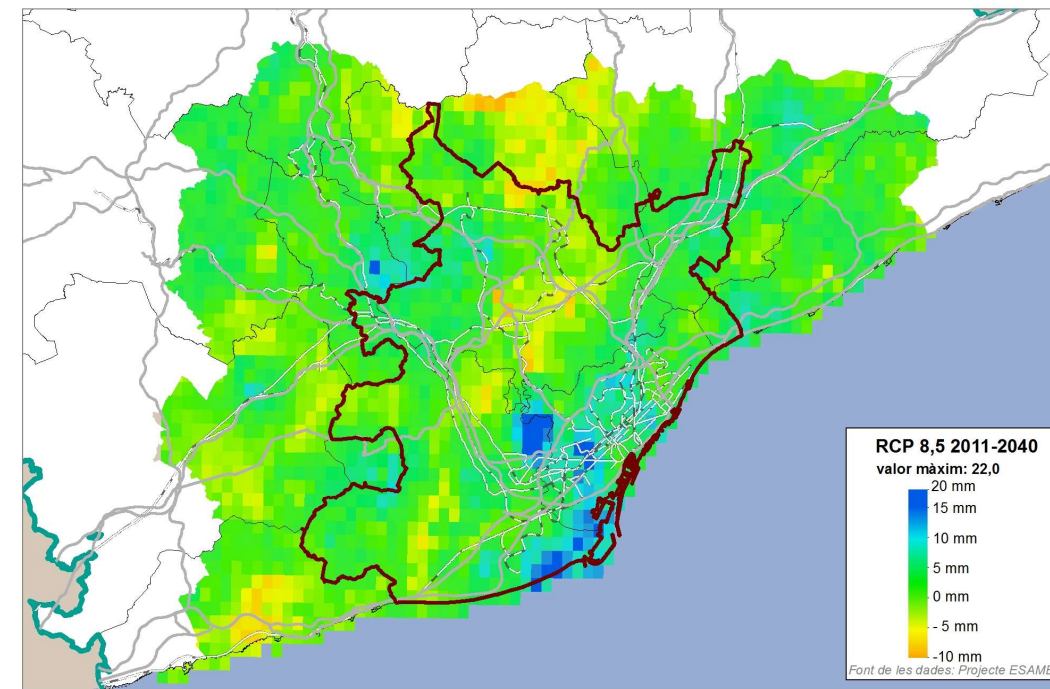 RCP 8,5 2011-2040
valor màxim: 22,0
20 mm
15 mm
10 mm
5 mm
0 mm
- 5 mm
-10 mm
Font de les dades: Projecte ESAMB